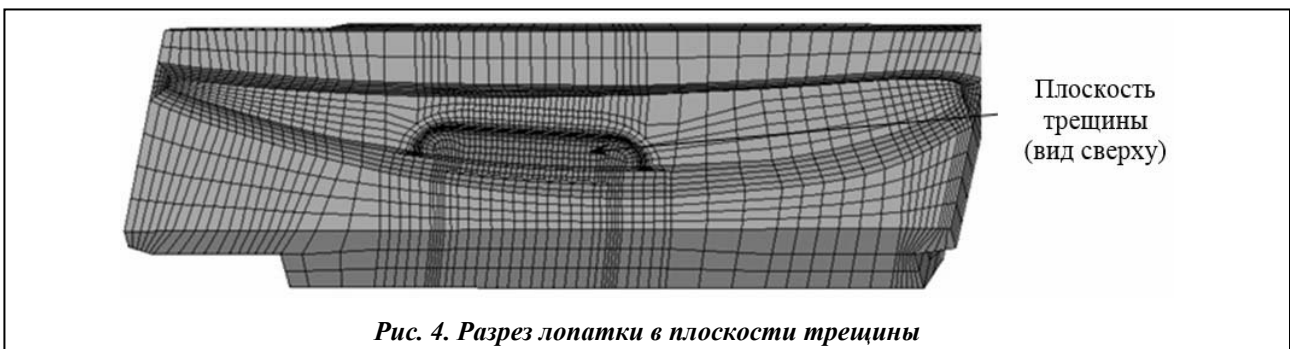 Плоскость
трещины
(вид сверху)
Рис. 4. Разрез лопатки в плоскости трещины